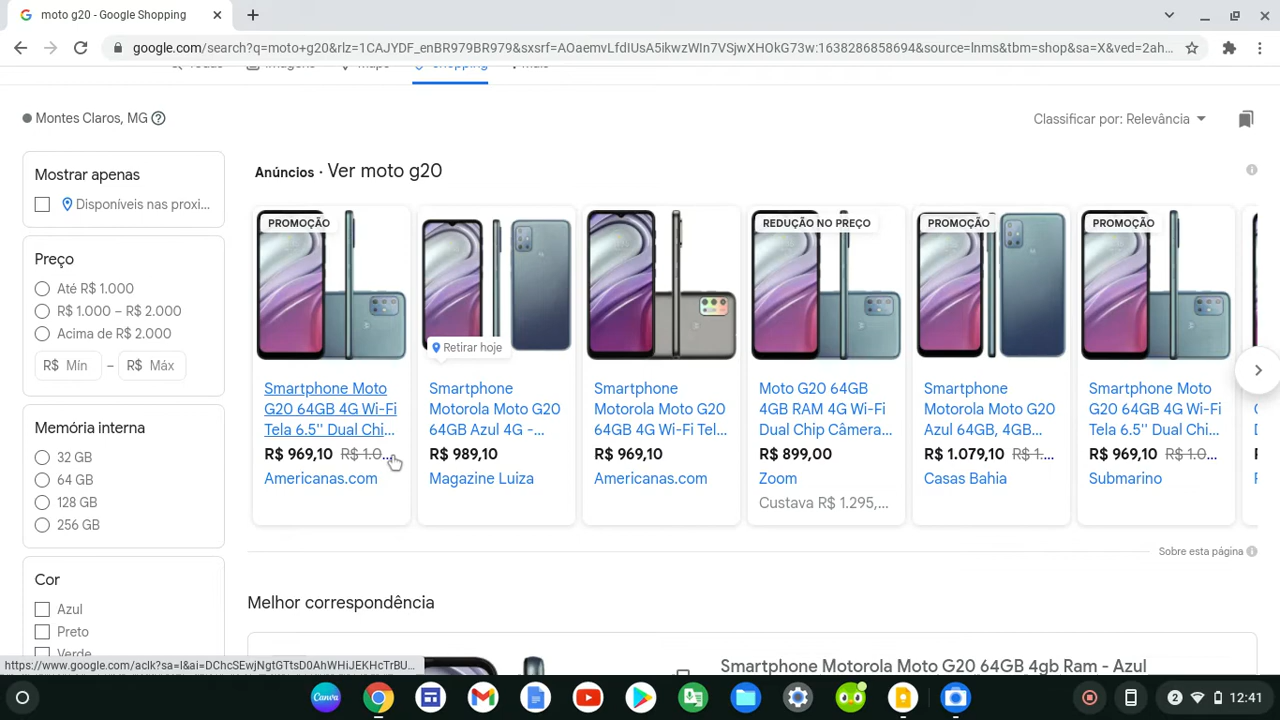 moto g20 - Google Shopping
google.com/search?q=moto+g20&rlz=1CAJYDF_enBR979BR979&sxsrf=AOaemvLfdIUsA5ikwzWIn7VSjwXHOkG73w:1638286858694&source=lnms&tbm=shop&sa=X&ved=2ah...
Shopping
Montes Claros, MG
Classificar por: Relevância
Mostrar apenas
Disponíveis nas proxi...
Preço
Até R$ 1.000
R$ 1.000 – R$ 2.000
Acima de R$ 2.000
R$ Mín – R$ Máx
Memória interna
32 GB
64 GB
128 GB
256 GB
Cor
Azul
Preto
Verde
Anúncios · Ver moto g20
PROMOÇÃO
Smartphone Moto
G20 64GB 4G Wi-Fi
Tela 6.5'' Dual Chi...
R$ 969,10 R$ 1.0...
Americanas.com
Retirar hoje
Smartphone
Motorola Moto G20
64GB Azul 4G -...
R$ 989,10
Magazine Luiza
Smartphone
Motorola Moto G20
64GB 4G Wi-Fi Tel...
R$ 969,10
Americanas.com
REDUÇÃO NO PREÇO
Moto G20 64GB
4GB RAM 4G Wi-Fi
Dual Chip Câmera...
R$ 899,00
Zoom
Custava R$ 1.295,...
PROMOÇÃO
Smartphone
Motorola Moto G20
Azul 64GB, 4GB...
R$ 1.079,10 R$ 1....
Casas Bahia
PROMOÇÃO
Smartphone Moto
G20 64GB 4G Wi-Fi
Tela 6.5'' Dual Chi...
R$ 969,10 R$ 1.0...
Submarino
Sobre esta página
Melhor correspondência
Smartphone Motorola Moto G20 64GB 4gb Ram - Azul
https://www.google.com/aclk?sa=l&ai=DChcSEwjNgtGTtsD0AhWHiJEKHcTrBU...
Canva
2
12:41